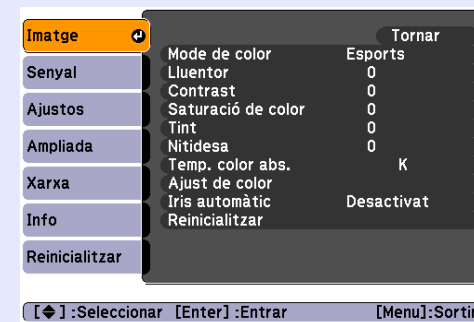 Imatge
Senyal
Ajustos
Ampliada
Xarxa
Info
Reinicialitzar
Tornar
Mode de color Esports
Lluentor 0
Contrast 0
Saturació de color 0
Tint 0
Nitidesa 0
Temp. color abs. K
Ajust de color
Iris automàtic Desactivat
Reinicialitzar
[ ] :Seleccionar [Enter] :Entrar [Menu]:Sortir